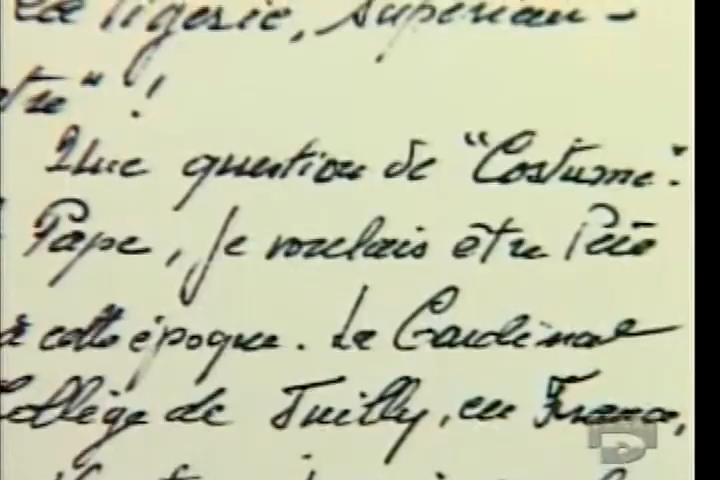 Lavigerie, Supérieur-
tre" !
Une question de "Costume".
Pape, je voulais être Père
à cette époque. Le Cardinal
Collège de Juilly, en France,